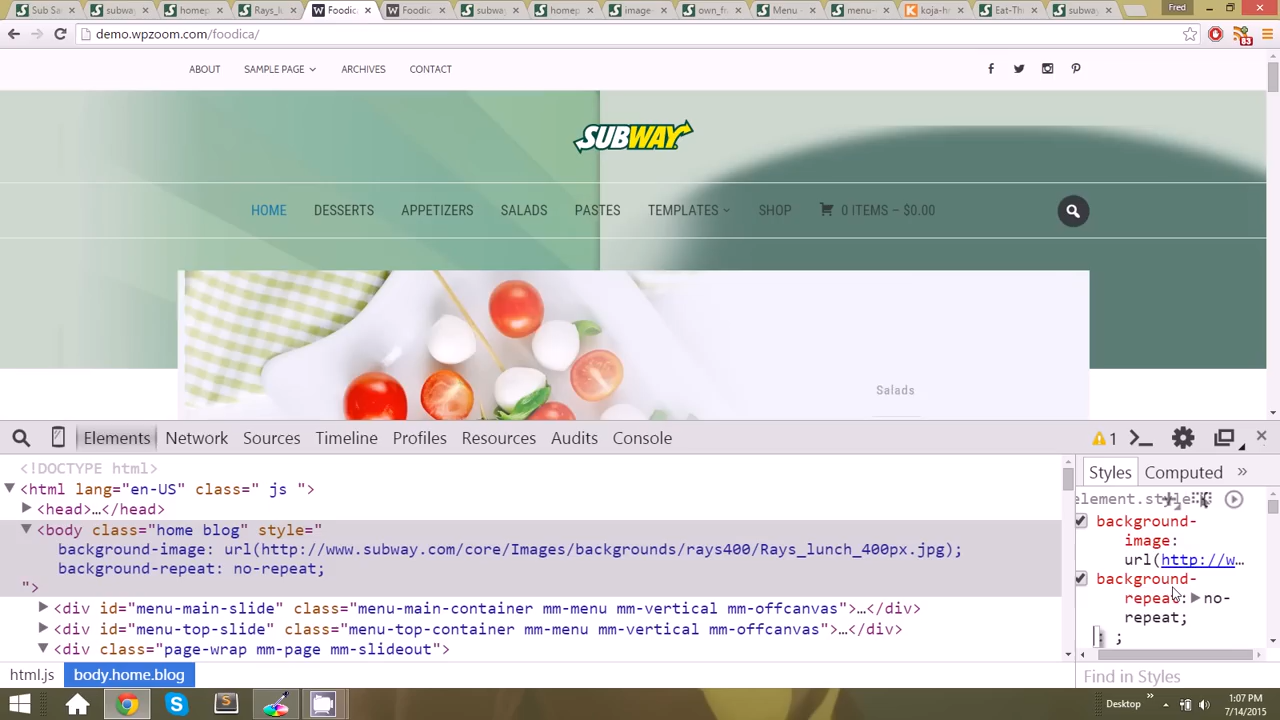 Sub Sa
subwa
homep
Rays_l
Foodic
Foodic
subwa
homep
image-
own_fr
Menu -
menu-
koja-h
Eat-Th
subwa
Fred
demo.wpzoom.com/foodica/
83
ABOUT SAMPLE PAGE ARCHIVES CONTACT
SUBWAY
HOME DESSERTS APPETIZERS SALADS PASTES TEMPLATES SHOP 0 ITEMS – $0.00
Salads
Elements Network Sources Timeline Profiles Resources Audits Console
1
<!DOCTYPE html>
<html lang="en-US" class=" js ">
<head>…</head>
<body class="home blog" style="
background-image: url(http://www.subway.com/core/Images/backgrounds/rays400/Rays_lunch_400px.jpg);
background-repeat: no-repeat;
">
<div id="menu-main-slide" class="menu-main-container mm-menu mm-vertical mm-offcanvas">…</div>
<div id="menu-top-slide" class="menu-top-container mm-menu mm-vertical mm-offcanvas">…</div>
<div class="page-wrap mm-page mm-slideout">
html.js body.home.blog
Styles Computed »
element.style
background-
image:
url(http://w…
background-
repeat: no-
repeat;
: ;
Find in Styles
Desktop
1:07 PM
7/14/2015